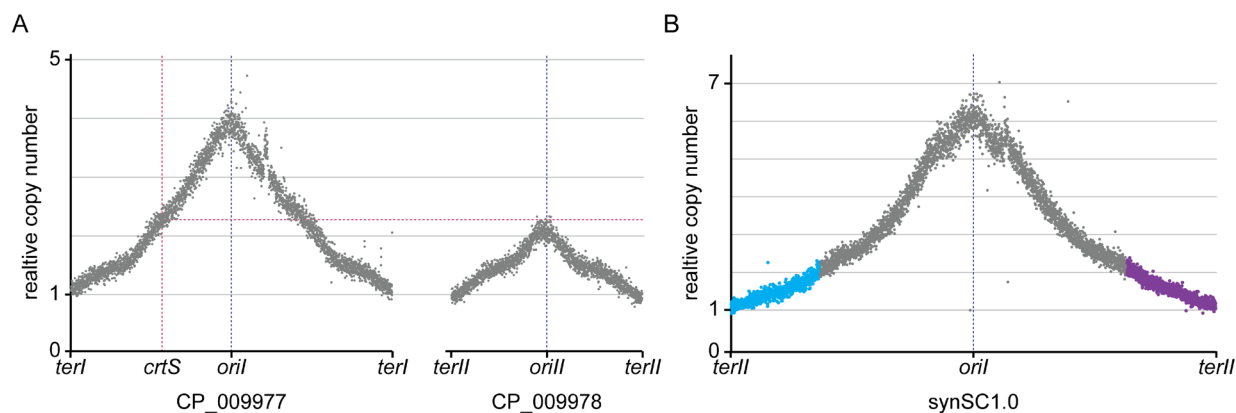 A
B
realtive copy number
5
1
0
terI
crtS
oriI
terI
CP_009977
terII
oriII
terII
CP_009978
realtive copy number
7
1
0
terII
oriI
terII
synSC1.0